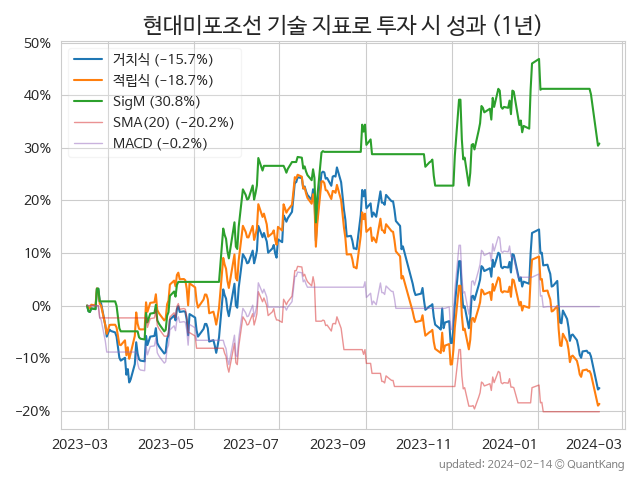 현대미포조선 기술 지표로 투자 시 성과 (1년)
50%
40%
30%
20%
10%
0%
−10%
−20%
거치식 (−15.7%)
적립식 (−18.7%)
SigM (30.8%)
SMA(20) (−20.2%)
MACD (−0.2%)
2023−03
2023−05
2023−07
2023−09
2023−11
2024−01
2024−03
updated: 2024-02-14 © QuantKang